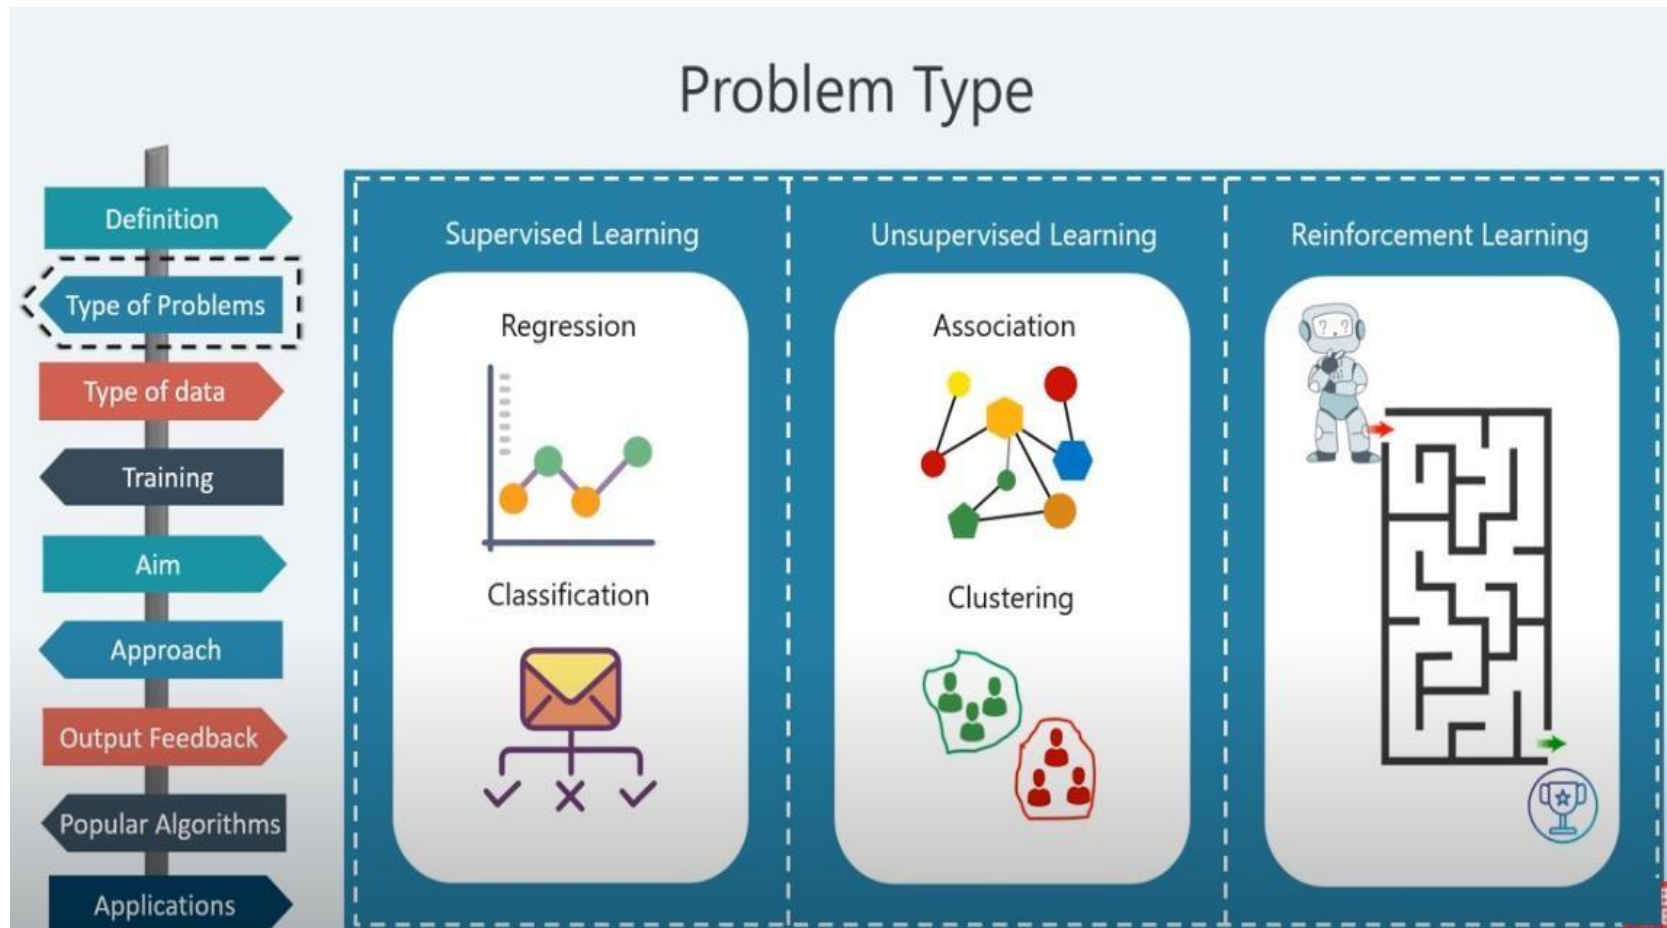 Problem Type
Definition
Type of Problems
Type of data
Training
Aim
Approach
Output Feedback
Popular Algorithms
Applications
Supervised Learning
Regression
Classification
Unsupervised Learning
Association
Clustering
Reinforcement Learning
? ?